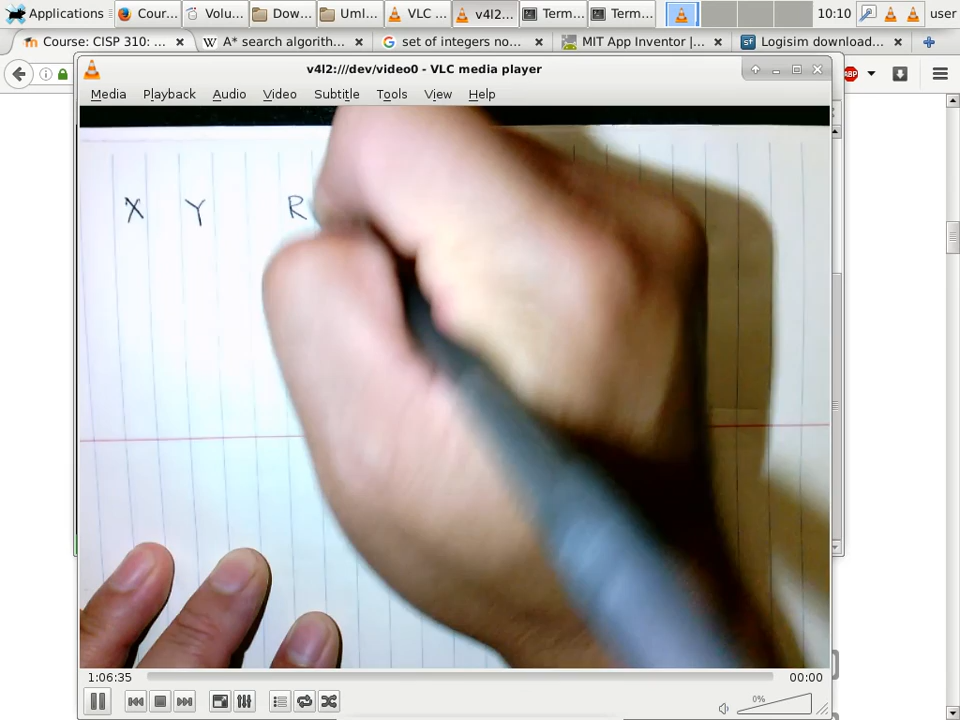 Applications
Cour...
Volu...
Dow...
Uml...
VLC ...
v4l2...
Term...
Term...
10:10
user
Course: CISP 310: ...
A* search algorith...
set of integers no...
MIT App Inventor |...
Logisim download...
v4l2:///dev/video0 - VLC media player
Media Playback Audio Video Subtitle Tools View Help
X Y R
1:06:35
00:00
0%